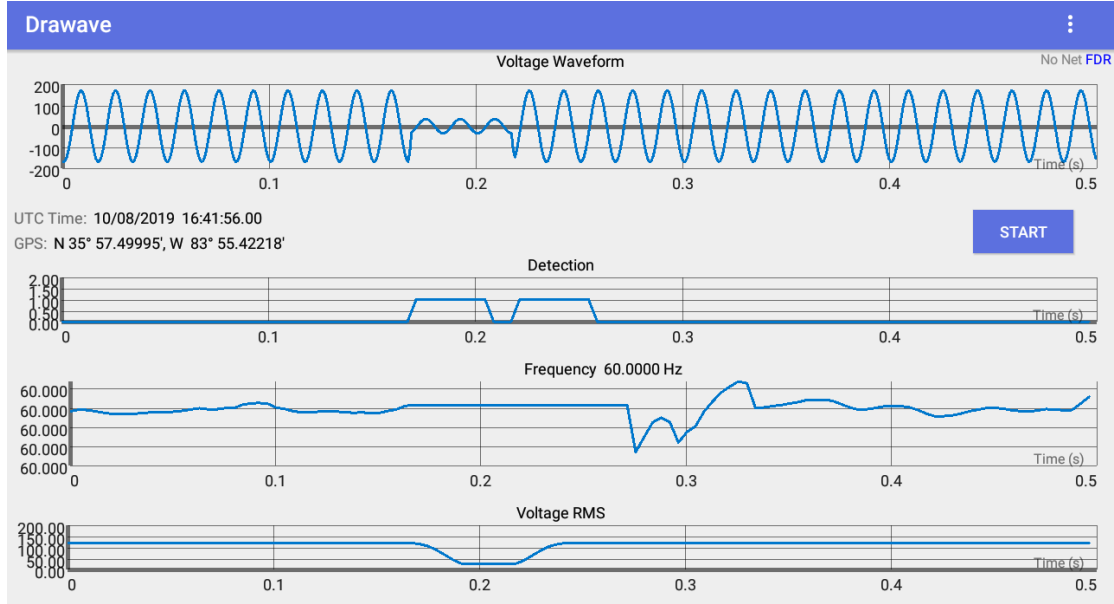 Drawave
Voltage Waveform
No Net FDR
200
100
0
-100
-200
Time (s)
0 0.1 0.2 0.3 0.4 0.5
UTC Time: 10/08/2019 16:41:56.00
START
GPS: N 35° 57.49995', W 83° 55.42218'
Detection
2.00
1.50
1.00
0.50
0.00
Time (s)
0 0.1 0.2 0.3 0.4 0.5
Frequency 60.0000 Hz
60.000
60.000
60.000
60.000
60.000
Time (s)
0 0.1 0.2 0.3 0.4 0.5
Voltage RMS
200.00
150.00
100.00
50.00
0.00
Time (s)
0 0.1 0.2 0.3 0.4 0.5